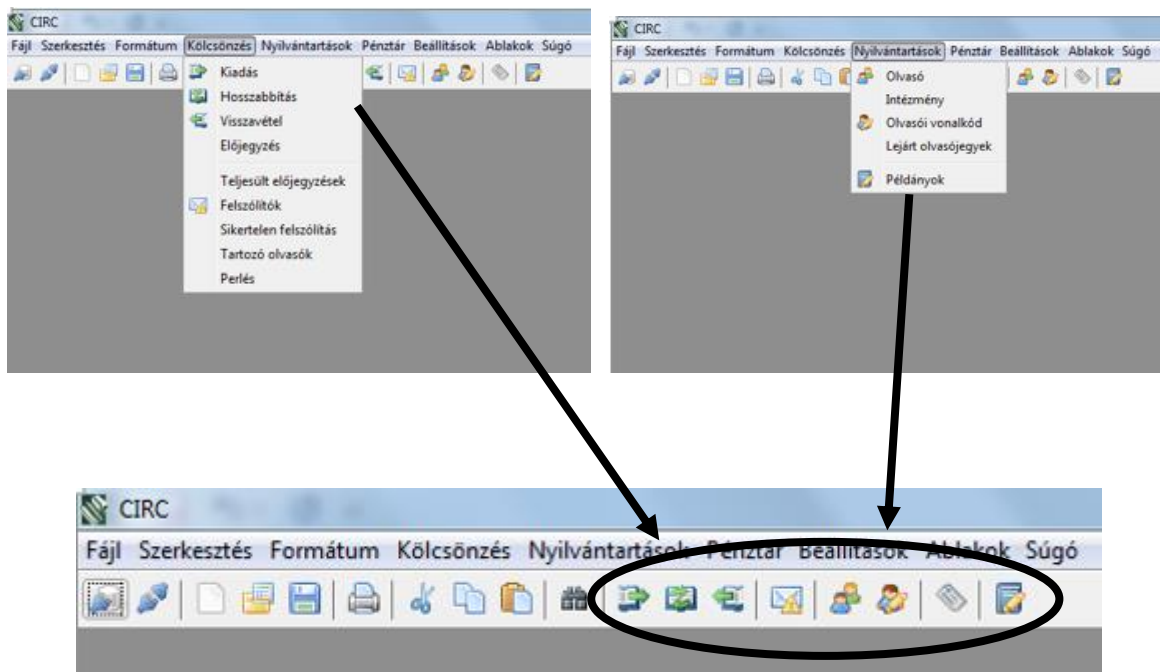 CIRC
Fájl Szerkesztés Formátum Kölcsönzés Nyilvántartások Pénztár Beállítások Ablakok Súgó
Kiadás
Hosszabbítás
Visszavétel
Előjegyzés
Teljesült előjegyzések
Felszólítók
Sikertelen felszólítás
Tartozó olvasók
Perlés
CIRC
Fájl Szerkesztés Formátum Kölcsönzés Nyilvántartások Pénztár Beállítások Ablakok Súgó
Olvasó
Intézmény
Olvasói vonalkód
Lejárt olvasójegyek
Példányok
CIRC
Fájl Szerkesztés Formátum Kölcsönzés Nyilvántartások Pénztár Beállítások Ablakok Súgó